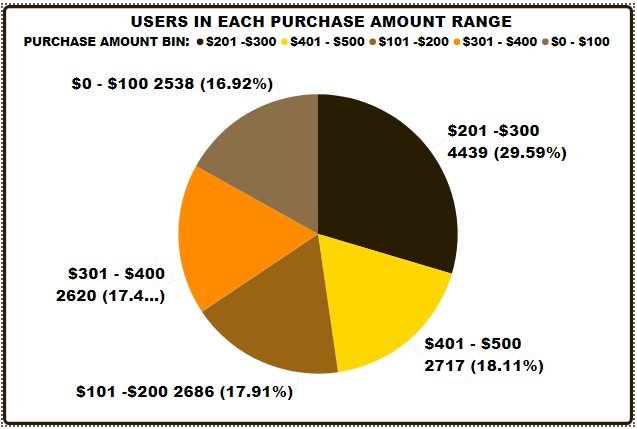 USERS IN EACH PURCHASE AMOUNT RANGE
PURCHASE AMOUNT BIN: $201 -$300 $401 - $500 $101 -$200 $301 - $400 $0 - $100
$0 - $100 2538 (16.92%)
$201 -$300
4439 (29.59%)
$301 - $400
2620 (17.4...)
$401 - $500
2717 (18.11%)
$101 -$200 2686 (17.91%)